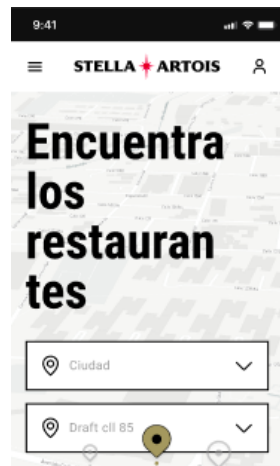 9:41
STELLA ARTOIS
Encuentra
los
restauran
tes
Ciudad
Draft cll 85